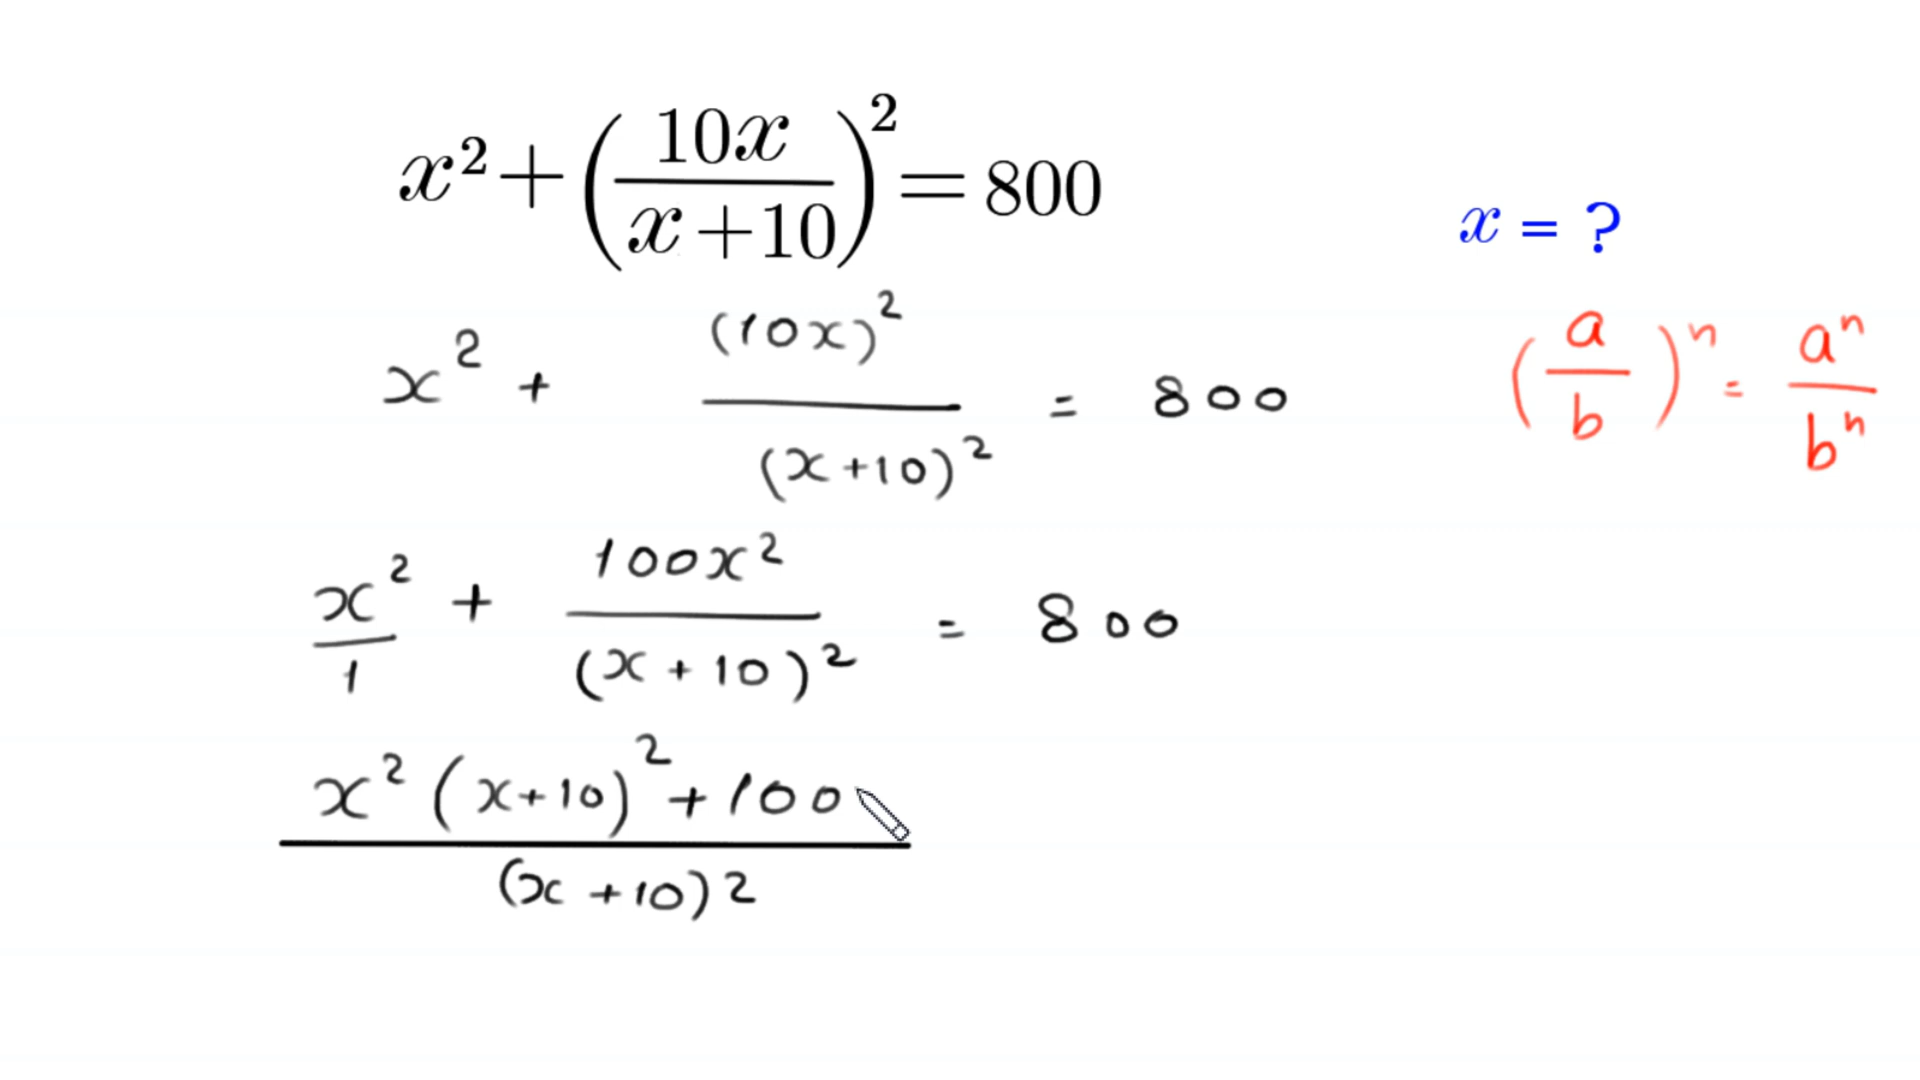 x² + (10x / x + 10)² = 800
x = ?
x² + (10x)² / (x + 10)² = 800
(a / b)ⁿ = aⁿ / bⁿ
x² / 1 + 100x² / (x + 10)² = 800
x² (x + 10)² + 100 / (x + 10)²